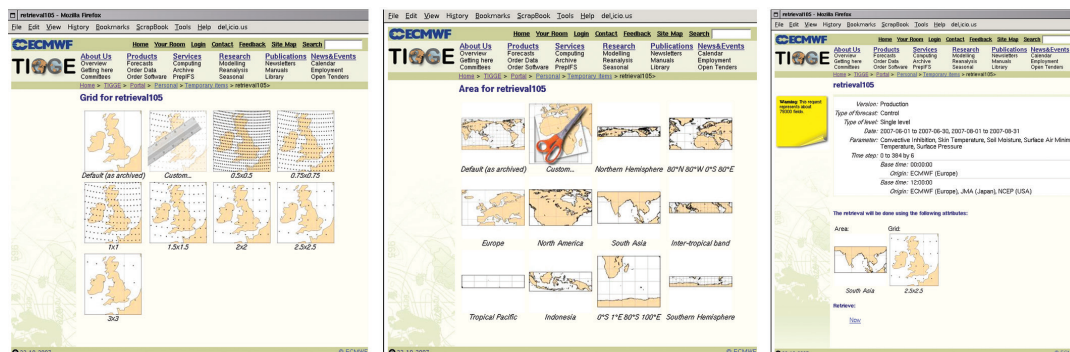 retrieval105 - Mozilla Firefox
File Edit View History Bookmarks ScrapBook Tools Help del.icio.us
ECMWF
Home Your Room Login Contact Feedback Site Map Search
TIGGE
About Us Products Services Research Publications News&Events
Overview Forecasts Computing Modelling Newsletters Calendar
Getting here Order Data Archive Reanalysis Manuals Employment
Committees Order Software PrepIFS Seasonal Library Open Tenders
Home > TIGGE > Portal > Personal > Temporary items > retrieval105>
Grid for retrieval105
Default (as archived) Custom... 0.5x0.5 0.75x0.75
1x1 1.5x1.5 2x2 2.5x2.5
3x3
© ECMWF
File Edit View History Bookmarks ScrapBook Tools Help del.icio.us
ECMWF
Home Your Room Login Contact Feedback Site Map Search
TIGGE
About Us Products Services Research Publications News&Events
Overview Forecasts Computing Modelling Newsletters Calendar
Getting here Order Data Archive Reanalysis Manuals Employment
Committees Order Software PrepIFS Seasonal Library Open Tenders
Home > TIGGE > Portal > Personal > Temporary items > retrieval105>
Area for retrieval105
Default (as archived) Custom... Northern Hemisphere 80°N 80°W 0°S 80°E
Europe North America South Asia Inter-tropical band
Tropical Pacific Indonesia 0°S 1°E 80°S 100°E Southern Hemisphere
© ECMWF
retrieval105 - Mozilla Firefox
File Edit View History Bookmarks ScrapBook Tools Help del.icio.us
ECMWF
Home Your Room Login Contact Feedback Site Map Search
TIGGE
About Us Products Services Research Publications News&Events
Overview Forecasts Computing Modelling Newsletters Calendar
Getting here Order Data Archive Reanalysis Manuals Employment
Committees Order Software PrepIFS Seasonal Library Open Tenders
Home > TIGGE > Portal > Personal > Temporary items > retrieval105>
retrieval105
Warning: This request
represents about
fields.
Version: Production
Type of forecast: Control
Type of level: Single level
Date: 2007-06-01 to 2007-06-30, 2007-08-01 to 2007-08-31
Parameter: Convective Inhibition, Skin Temperature, Soil Moisture, Surface Air Minim
Temperature, Surface Pressure
Time step: 0 to 384 by 6
Base time: 00:00:00
Origin: ECMWF (Europe)
Base time: 12:00:00
Origin: ECMWF (Europe), JMA (Japan), NCEP (USA)
The retrieval will be done using the following attributes:
Area: Grid:
South Asia 2.5x2.5
Retrieve:
Now